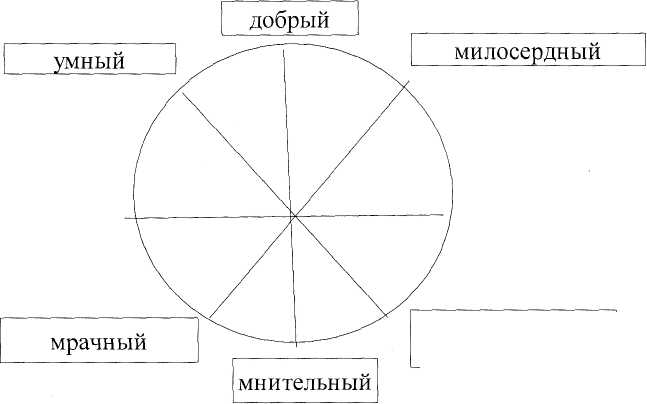 добрый
умный
милосердный
мрачный
мнительный